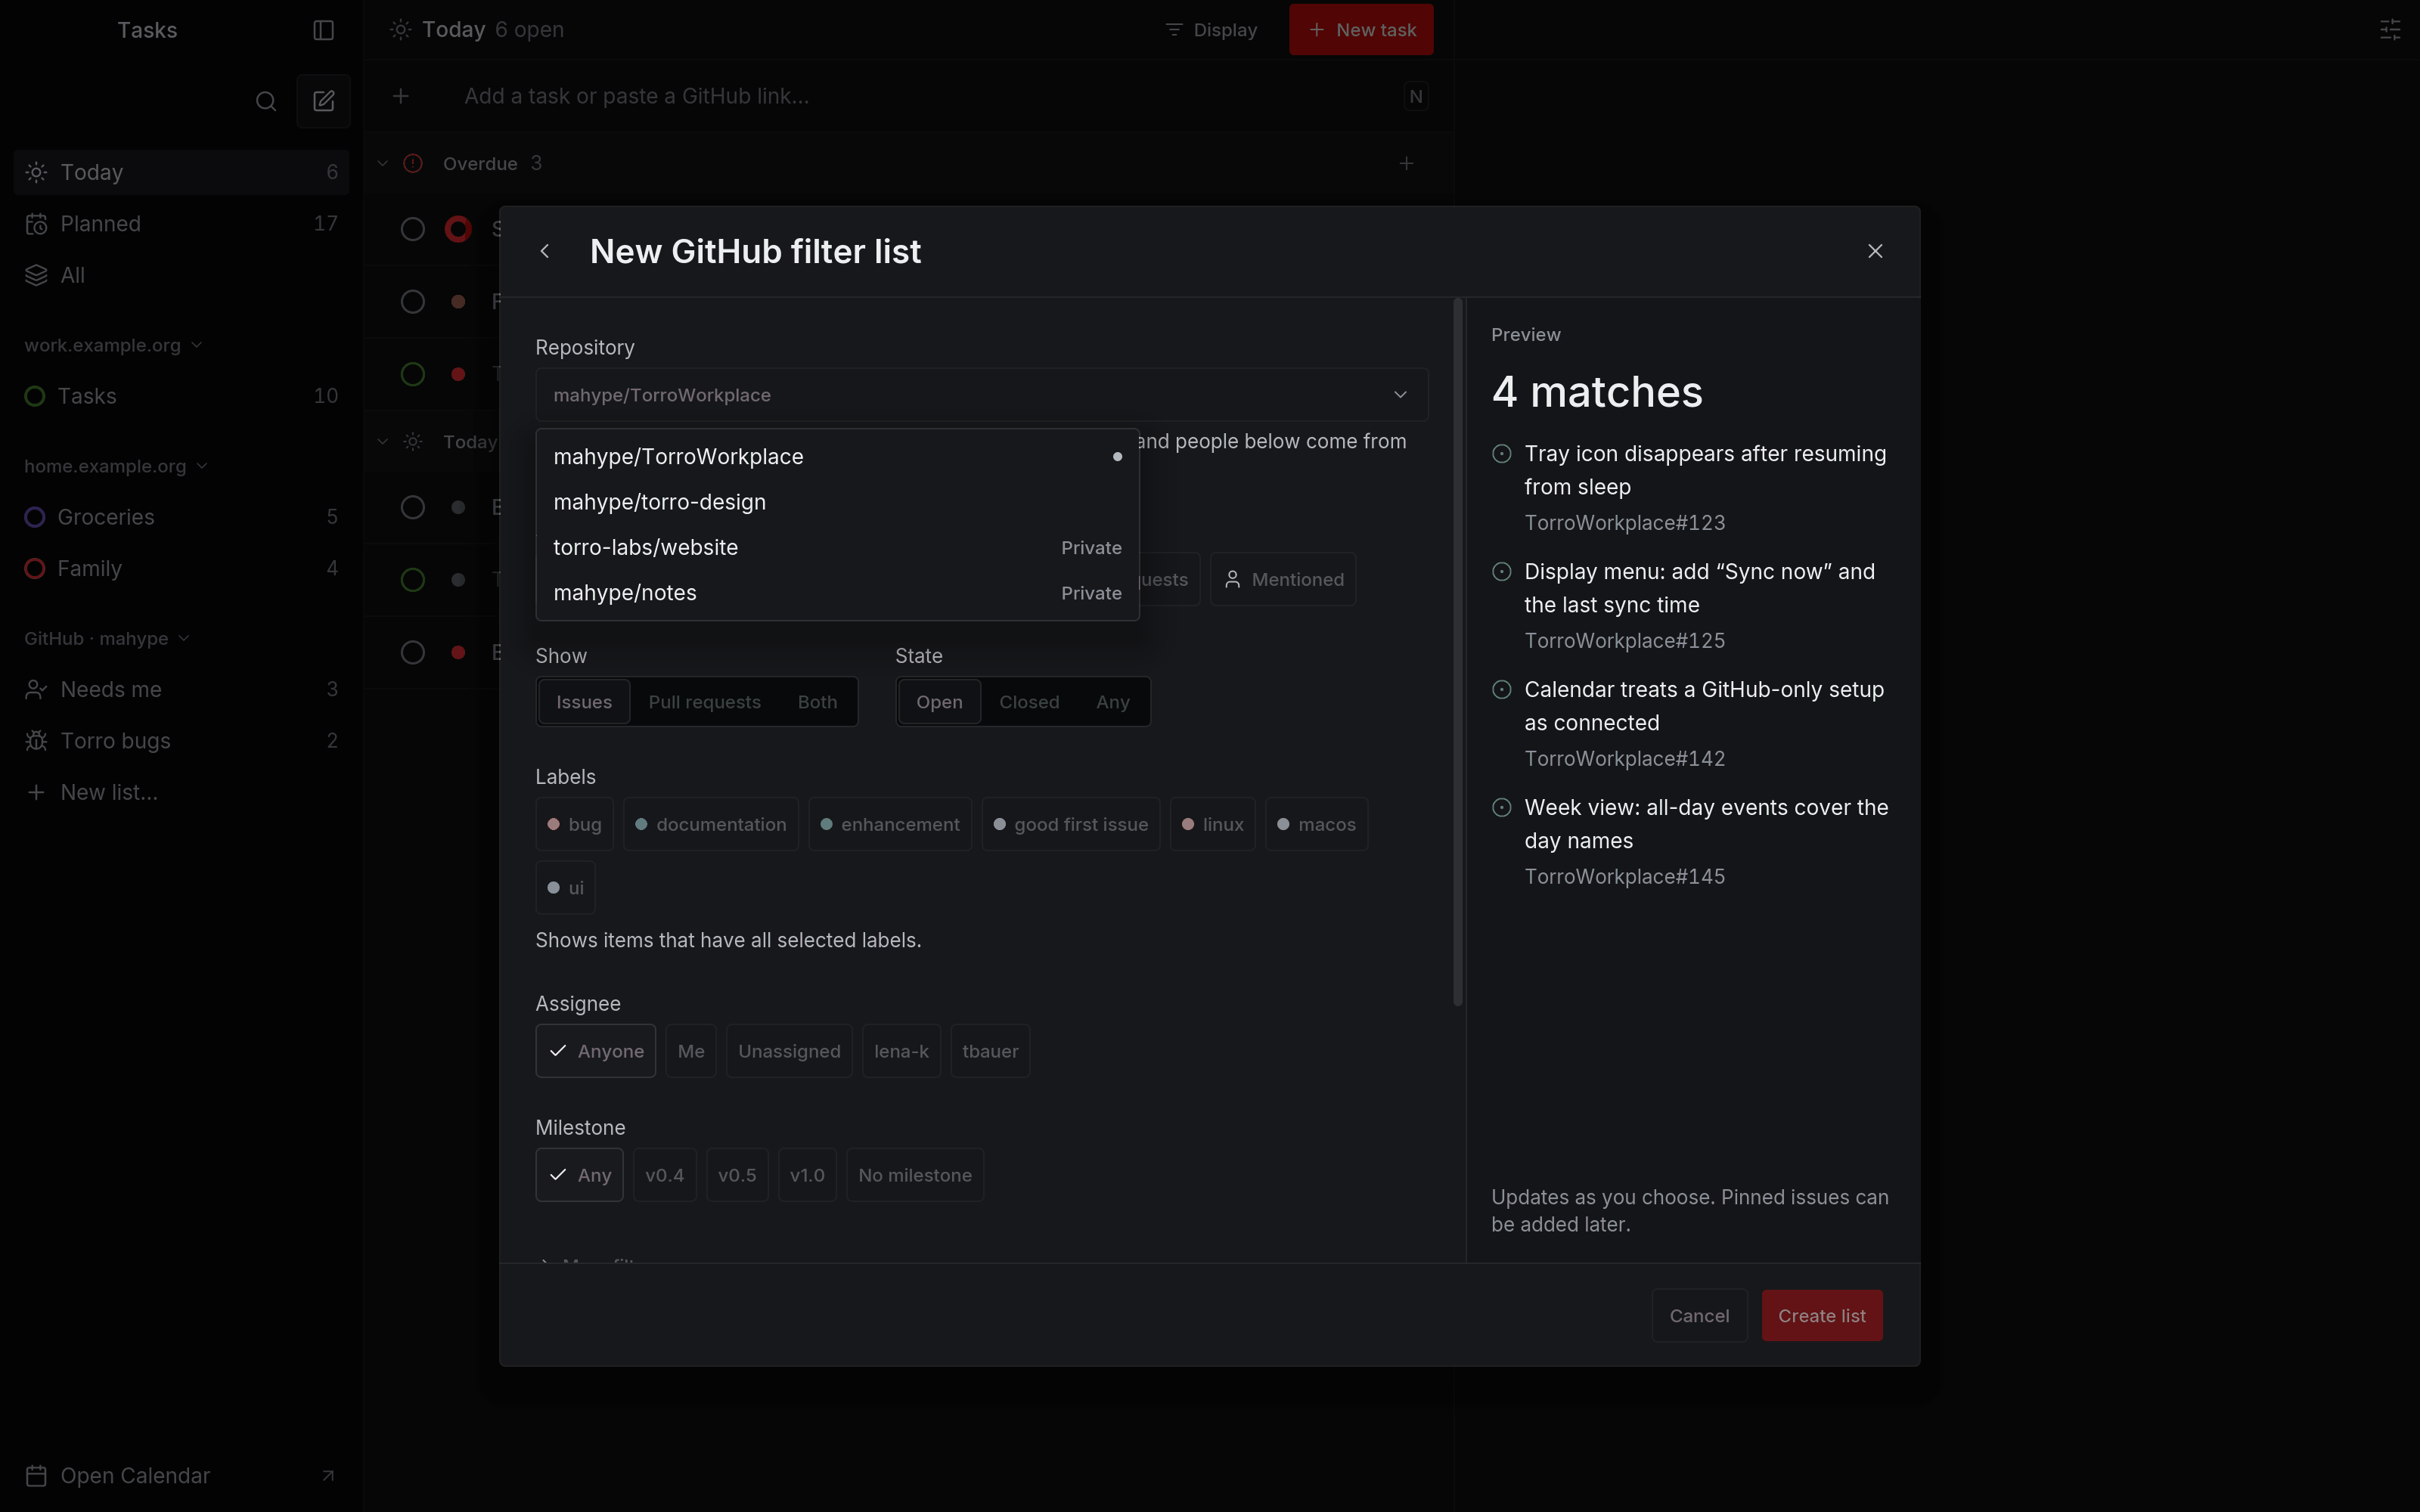 Tasks
Today 6 open
Display
New task
Add a task or paste a GitHub link...
N
Today 6
Planned 17
All
work.example.org
Tasks 10
home.example.org
Groceries 5
Family 4
GitHub · mahype
Needs me 3
Torro bugs 2
New list...
Open Calendar
Overdue 3
Today
New GitHub filter list
Repository
mahype/TorroWorkplace
and people below come from
mahype/TorroWorkplace
mahype/torro-design
torro-labs/website Private
mahype/notes Private
Mentioned
Show
Issues Pull requests Both
State
Open Closed Any
Labels
bug documentation enhancement good first issue linux macos
ui
Shows items that have all selected labels.
Assignee
Anyone Me Unassigned lena-k tbauer
Milestone
Any v0.4 v0.5 v1.0 No milestone
Preview
4 matches
Tray icon disappears after resuming
from sleep
TorroWorkplace#123
Display menu: add “Sync now” and
the last sync time
TorroWorkplace#125
Calendar treats a GitHub-only setup
as connected
TorroWorkplace#142
Week view: all-day events cover the
day names
TorroWorkplace#145
Updates as you choose. Pinned issues can
be added later.
Cancel
Create list